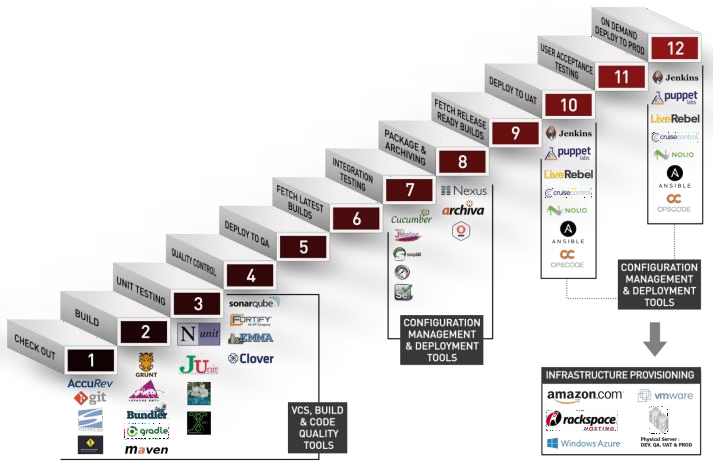 CHECK OUT
1
BUILD
2
UNIT TESTING
3
QUALITY CONTROL
4
DEPLOY TO QA
5
FETCH LATEST
BUILDS
6
INTEGRATION
TESTING
7
PACKAGE &
ARCHIVING
8
FETCH RELEASE
READY BUILDS
9
DEPLOY TO UAT
10
USER ACCEPTANCE
TESTING
11
ON DEMAND
DEPLOY TO PROD
12
AccuRev
git
GRUNT
Bundler
gradle
maven
N unit
JUnit
sonarqube
FORTIFY
An HP Company
EMMA
Clover
VCS, BUILD
& CODE
QUALITY
TOOLS
Cucumber
soapUI
Se
Nexus
archiva
CONFIGURATION
MANAGEMENT
& DEPLOYMENT
TOOLS
Jenkins
puppet
labs
LiveRebel
cruisecontrol
NOLIO
ANSIBLE
OPSCODE
Jenkins
puppet
labs
LiveRebel
cruisecontrol
NOLIO
ANSIBLE
OPSCODE
CONFIGURATION
MANAGEMENT
& DEPLOYMENT
TOOLS
INFRASTRUCTURE PROVISIONING
amazon.com
vmware
rackspace
HOSTING
Windows Azure
Physical Server :
DEV, QA, UAT & PROD